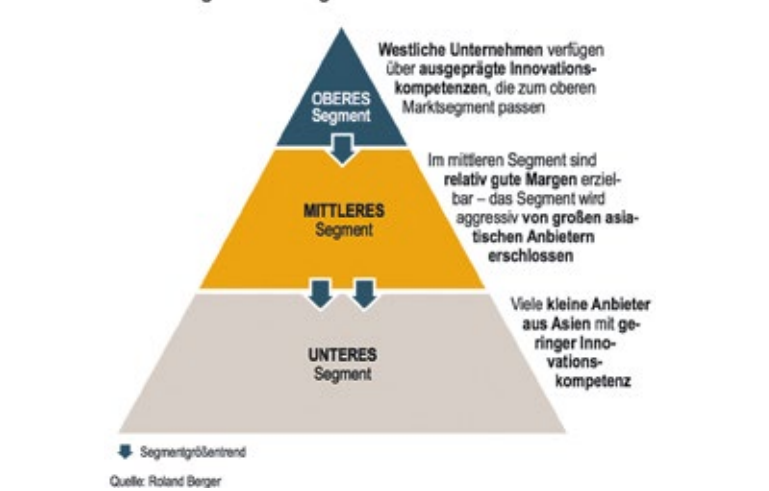 Westliche Unternehmen verfügen
über ausgeprägte Innovations-
kompetenzen, die zum oberen
Marktsegment passen
OBERES
Segment
Im mittleren Segment sind
relativ gute Margen erziel-
bar – das Segment wird
aggressiv von großen asia-
tischen Anbietern
erschlossen
MITTLERES
Segment
Viele kleine Anbieter
aus Asien mit ge-
ringer Inno-
vations-
kompetenz
UNTERES
Segment
Segmentgrößentrend
Quelle: Roland Berger